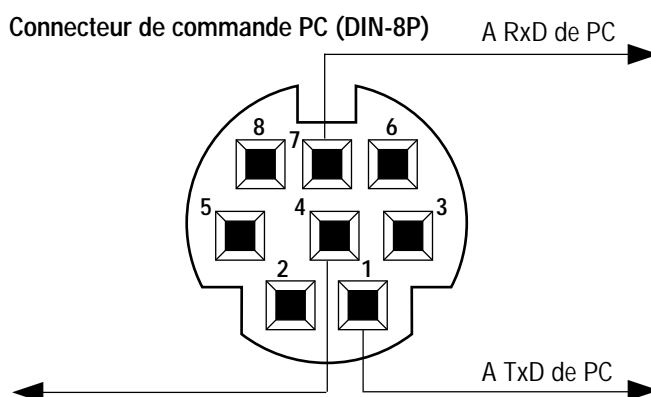 Connecteur de commande PC (DIN-8P)
A RxD de PC
8 7 6
5 4 3
2 1
A TxD de PC